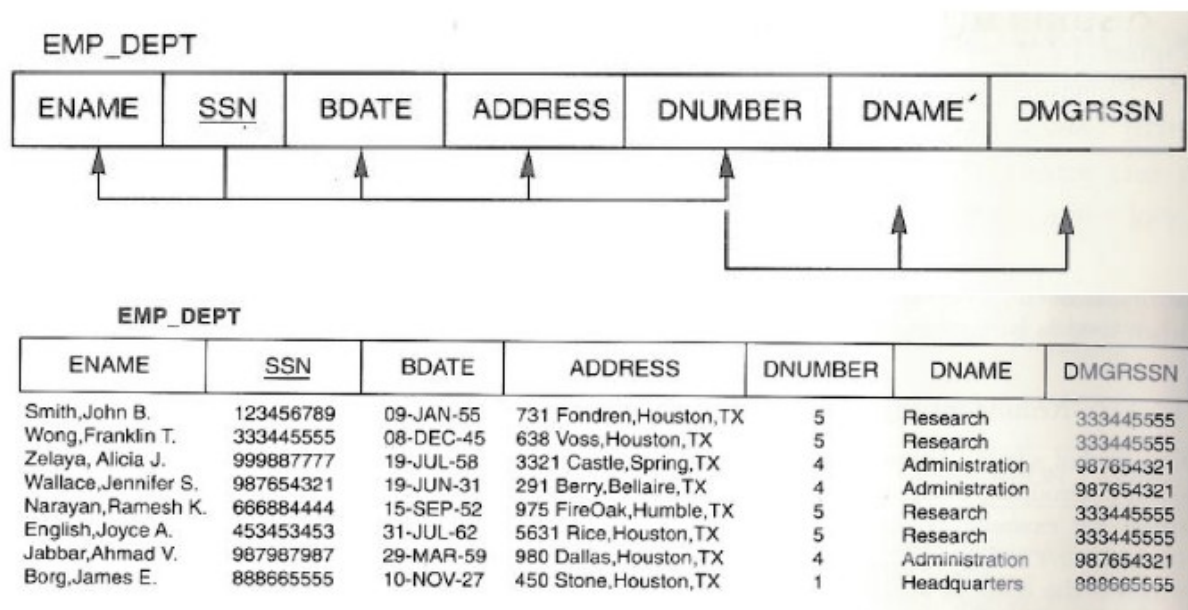 EMP_DEPT
ENAME SSN BDATE ADDRESS DNUMBER DNAME DMGRSSN
EMP_DEPT
ENAME SSN BDATE ADDRESS DNUMBER DNAME DMGRSSN
Smith,John B. 123456789 09-JAN-55 731 Fondren,Houston,TX 5 Research 333445555
Wong,Franklin T. 333445555 08-DEC-45 638 Voss,Houston,TX 5 Research 333445555
Zelaya, Alicia J. 999887777 19-JUL-58 3321 Castle,Spring,TX 4 Administration 987654321
Wallace,Jennifer S. 987654321 19-JUN-31 291 Berry,Bellaire,TX 4 Administration 987654321
Narayan,Ramesh K. 666884444 15-SEP-52 975 FireOak,Humble,TX 5 Research 333445555
English,Joyce A. 453453453 31-JUL-62 5631 Rice,Houston,TX 5 Research 333445555
Jabbar,Ahmad V. 987987987 29-MAR-59 980 Dallas,Houston,TX 4 Administration 987654321
Borg,James E. 888665555 10-NOV-27 450 Stone,Houston,TX 1 Headquarters 888665555